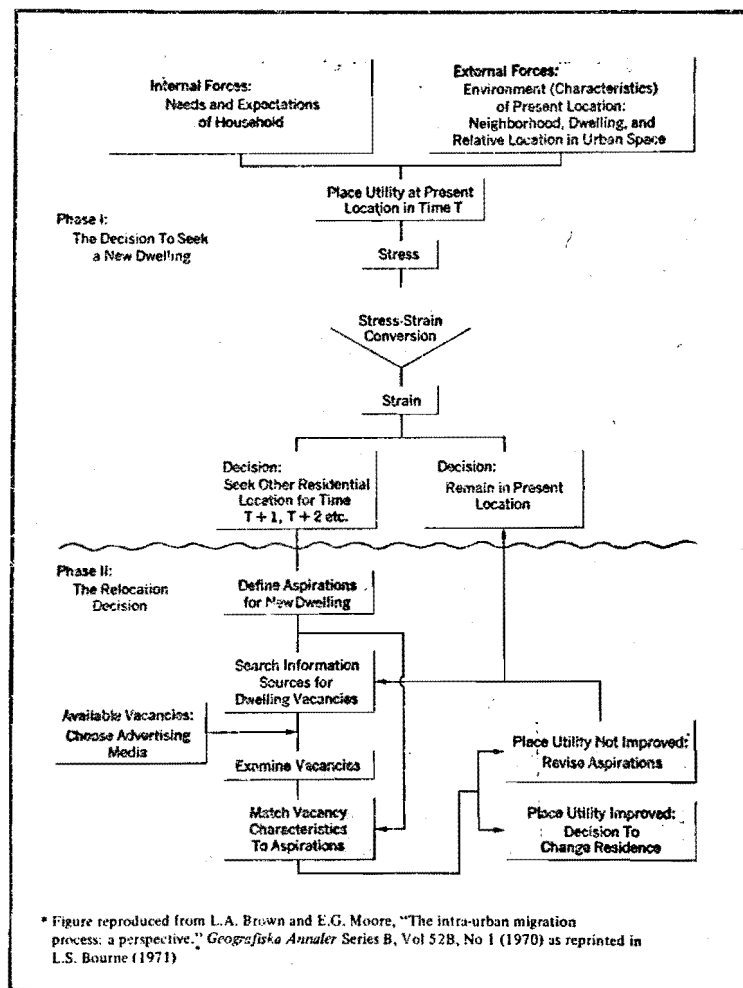 Internal Forces:
Needs and Expectations
of Household
External Forces:
Environment (Characteristics)
of Present Location:
Neighborhood, Dwelling, and
Relative Location in Urban Space
Place Utility at Present
Location in Time T
Phase I:
The Decision To Seek
a New Dwelling
Stress
Stress-Strain
Conversion
Strain
Decision:
Seek Other Residential
Location for Time
T + 1, T + 2 etc.
Decision:
Remain in Present
Location
Phase II:
The Relocation
Decision
Define Aspirations
for New Dwelling
Search Information
Sources for
Dwelling Vacancies
Available Vacancies:
Choose Advertising
Media
Examine Vacancies
Match Vacancy
Characteristics
To Aspirations
Place Utility Not Improved:
Revise Aspirations
Place Utility Improved:
Decision To
Change Residence
* Figure reproduced from L.A. Brown and E.G. Moore, "The intra-urban migration
process: a perspective." Geografiska Annaler Series B, Vol 52B, No 1 (1970) as reprinted in
L.S. Bourne (1971)